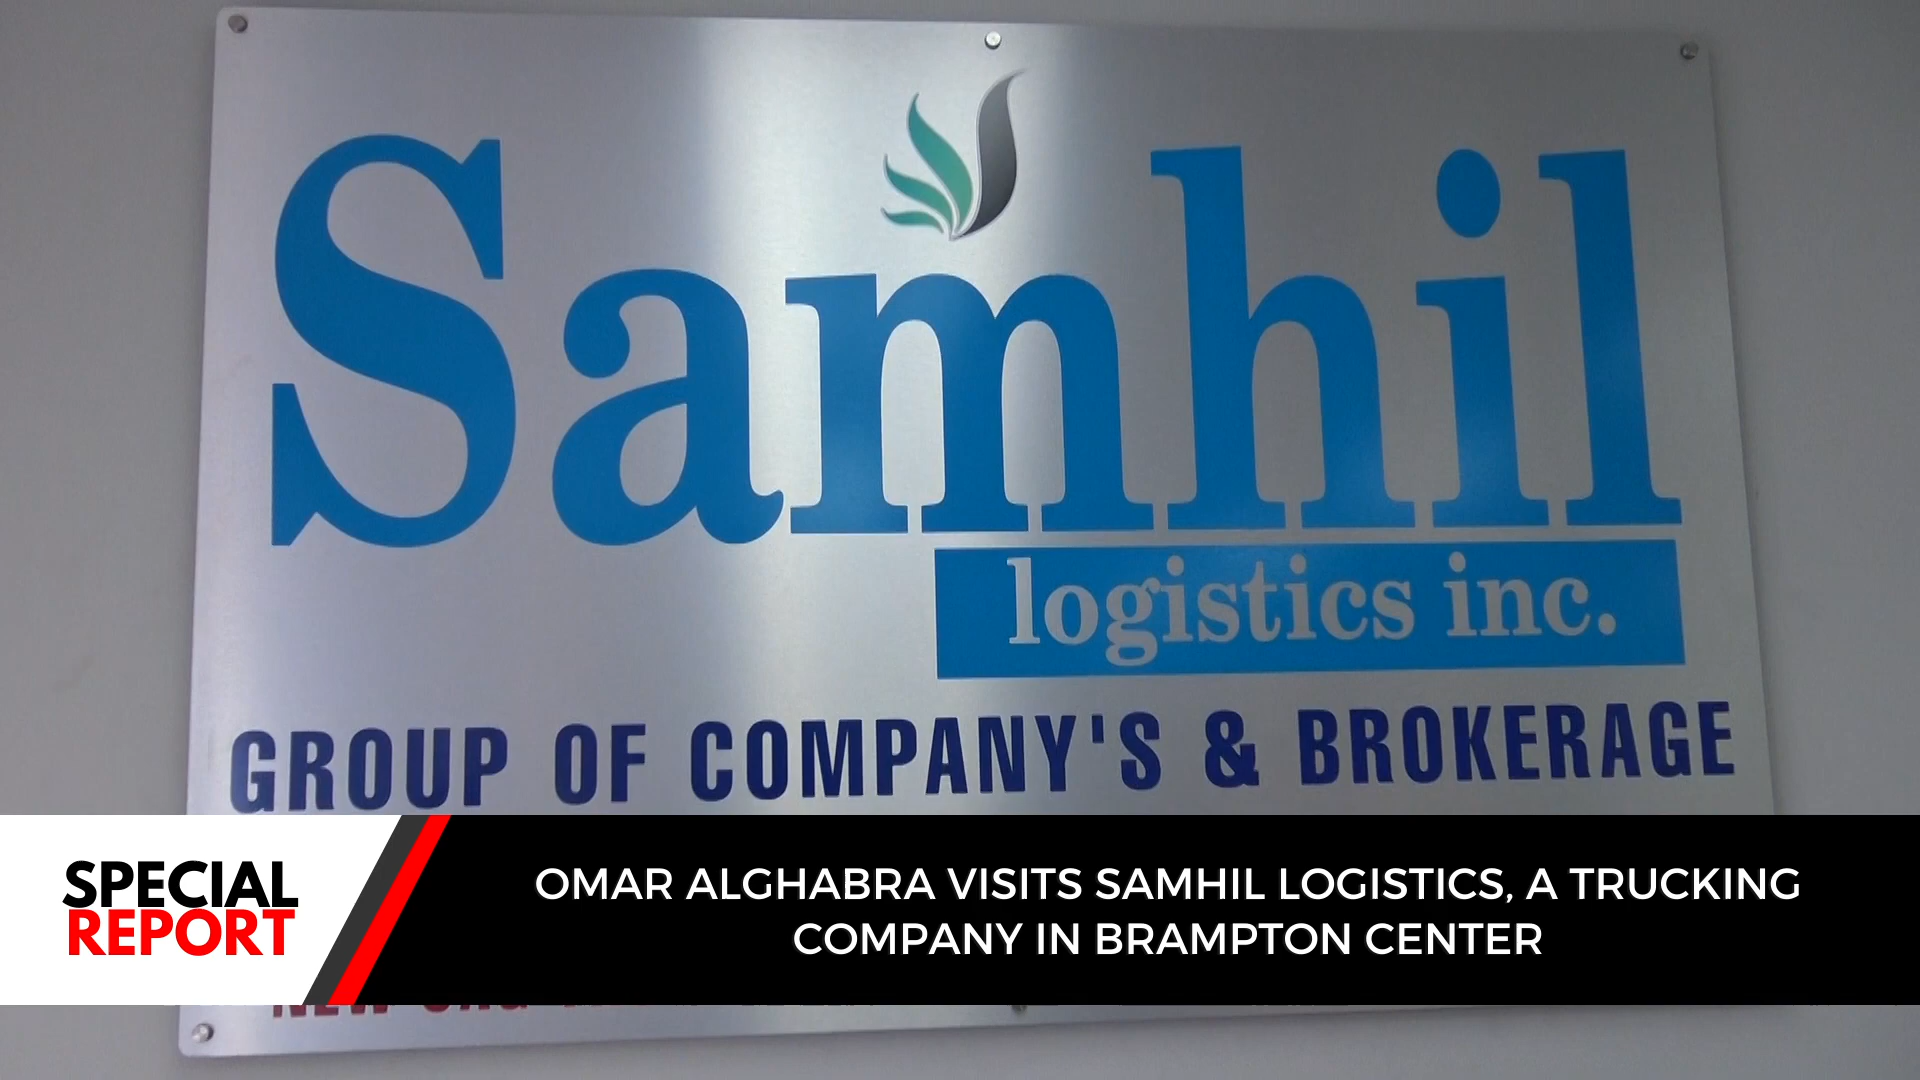 Samhil
logistics inc.
GROUP OF COMPANY'S & BROKERAGE
SPECIAL
REPORT
OMAR ALGHABRA VISITS SAMHIL LOGISTICS, A TRUCKING
COMPANY IN BRAMPTON CENTER